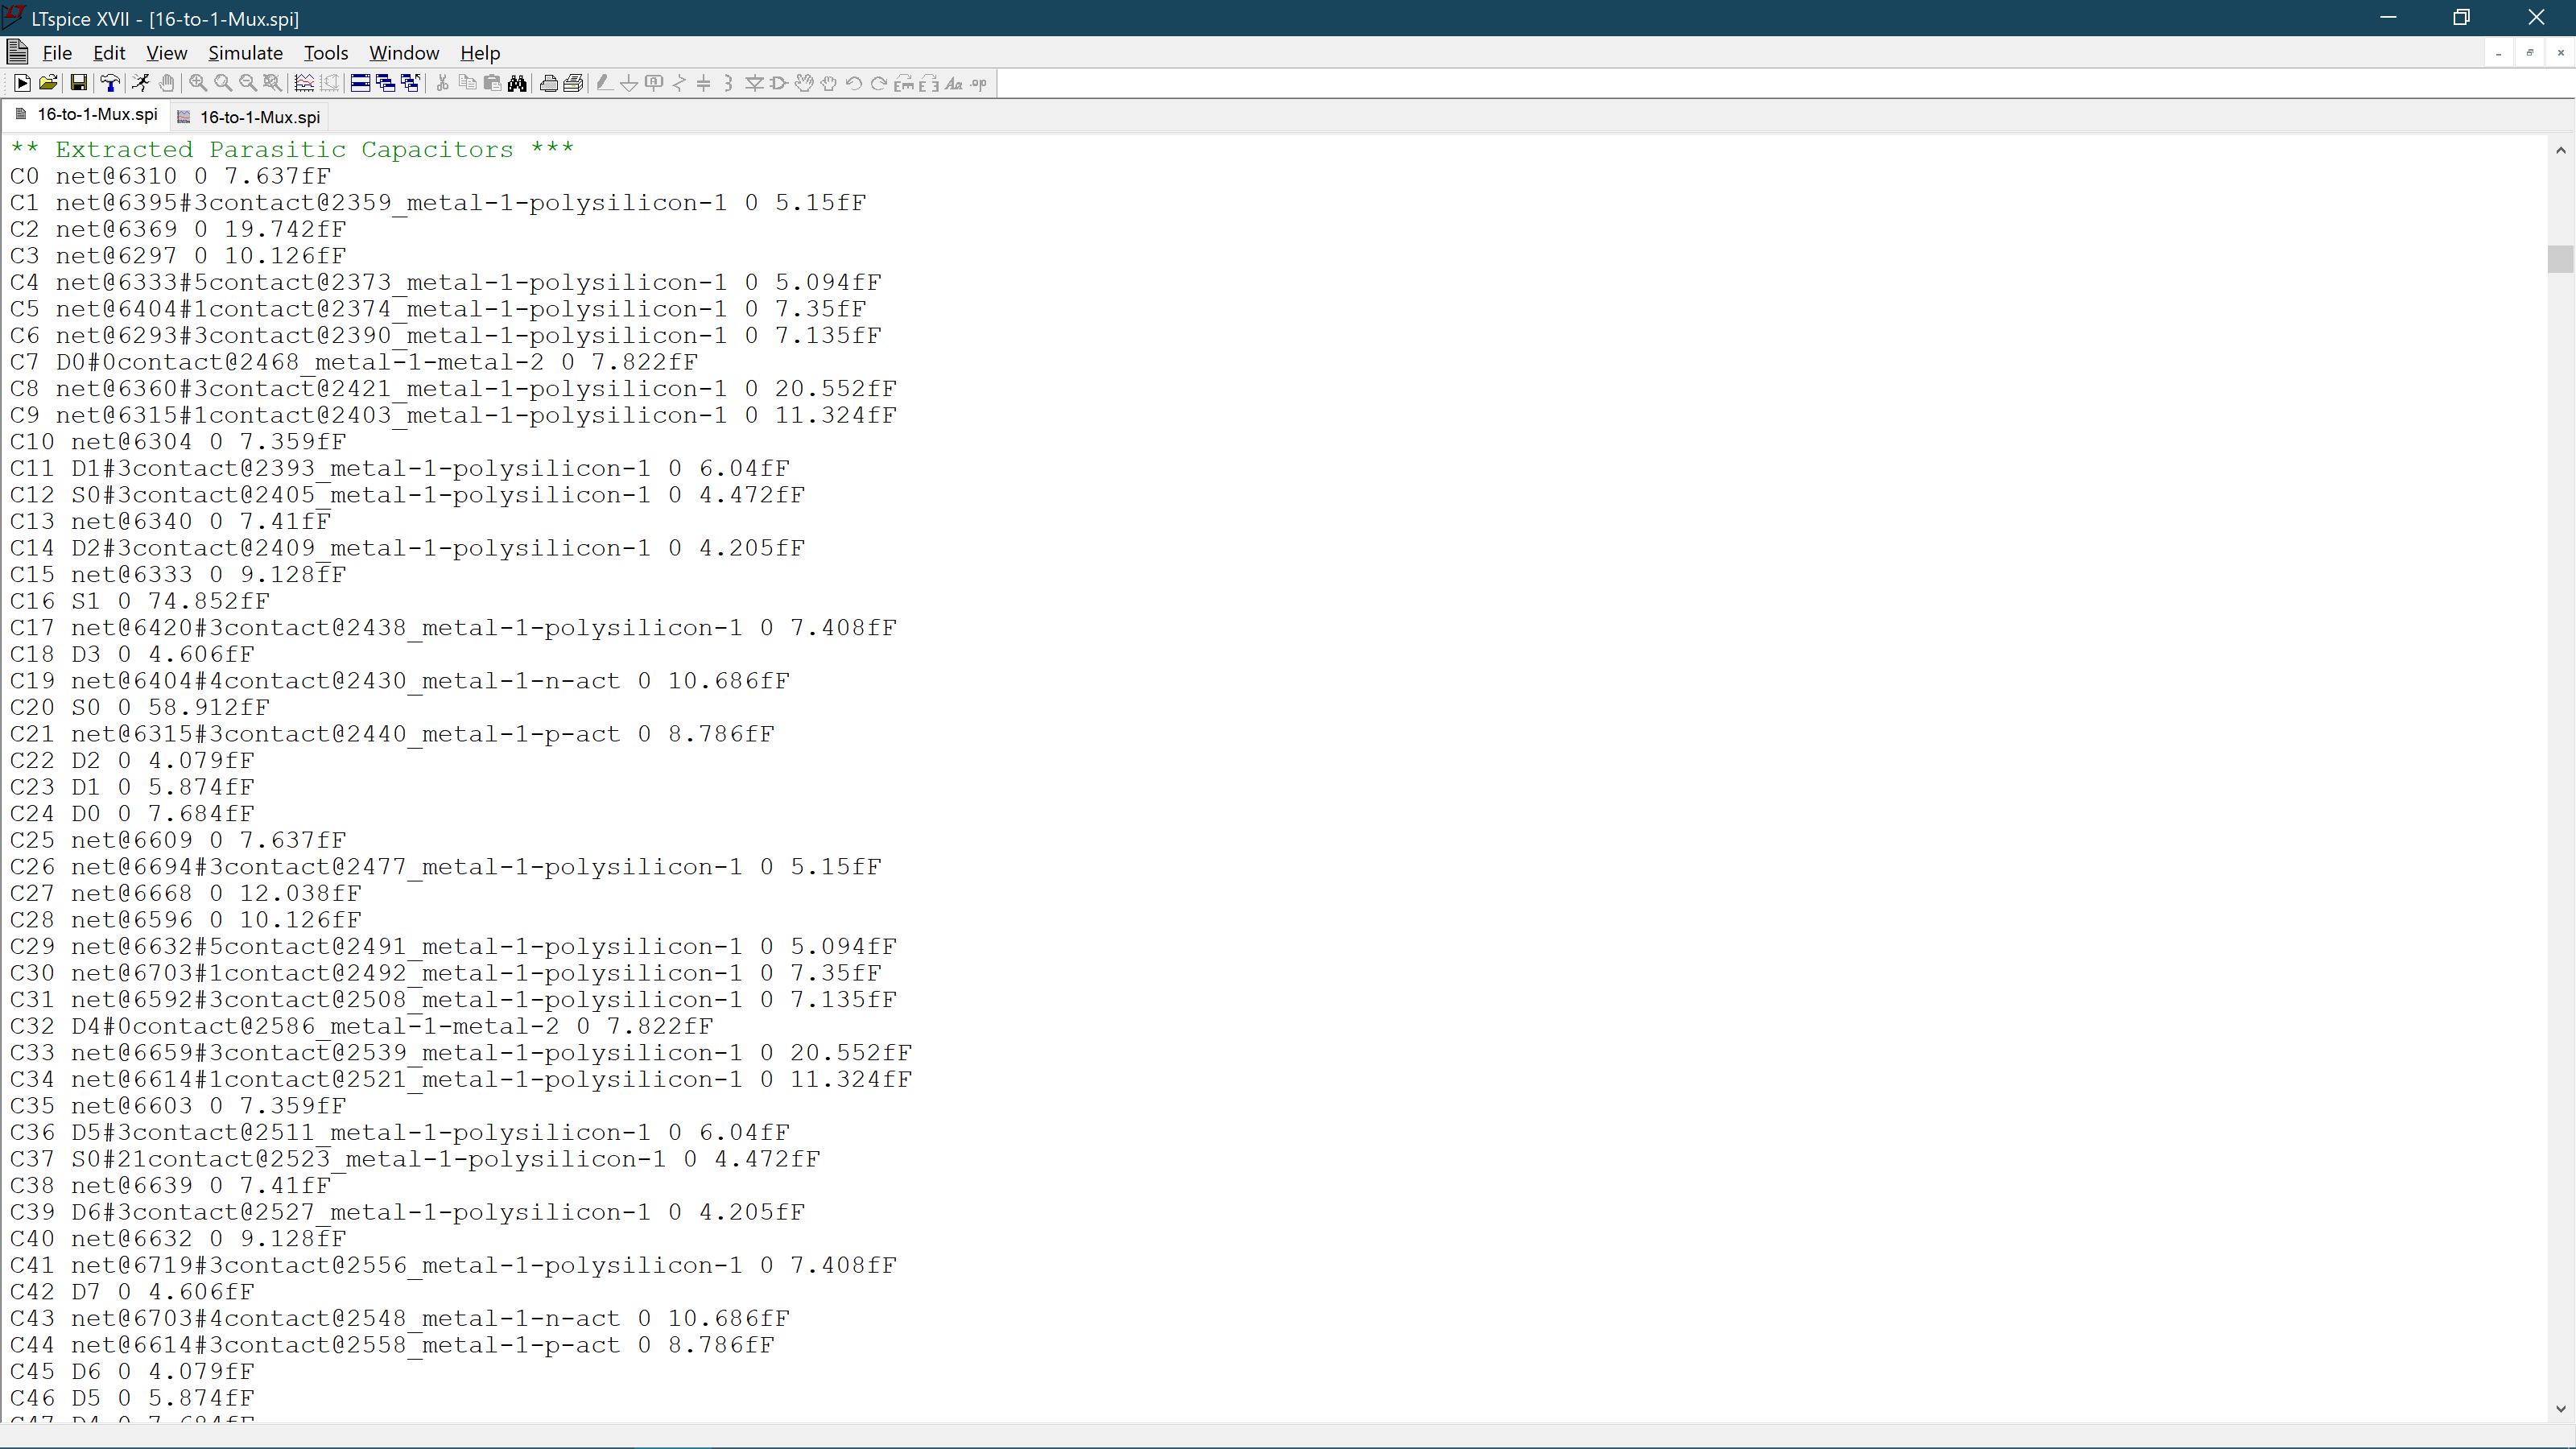 LTspice XVII - [16-to-1-Mux.spi]
File Edit View Simulate Tools Window Help
16-to-1-Mux.spi 16-to-1-Mux.spi
** Extracted Parasitic Capacitors ***
C0 net@6310 0 7.637fF
C1 net@6395#3contact@2359_metal-1-polysilicon-1 0 5.15fF
C2 net@6369 0 19.742fF
C3 net@6297 0 10.126fF
C4 net@6333#5contact@2373_metal-1-polysilicon-1 0 5.094fF
C5 net@6404#1contact@2374_metal-1-polysilicon-1 0 7.35fF
C6 net@6293#3contact@2390_metal-1-polysilicon-1 0 7.135fF
C7 D0#0contact@2468_metal-1-metal-2 0 7.822fF
C8 net@6360#3contact@2421_metal-1-polysilicon-1 0 20.552fF
C9 net@6315#1contact@2403_metal-1-polysilicon-1 0 11.324fF
C10 net@6304 0 7.359fF
C11 D1#3contact@2393_metal-1-polysilicon-1 0 6.04fF
C12 S0#3contact@2405_metal-1-polysilicon-1 0 4.472fF
C13 net@6340 0 7.41fF
C14 D2#3contact@2409_metal-1-polysilicon-1 0 4.205fF
C15 net@6333 0 9.128fF
C16 S1 0 74.852fF
C17 net@6420#3contact@2438_metal-1-polysilicon-1 0 7.408fF
C18 D3 0 4.606fF
C19 net@6404#4contact@2430_metal-1-n-act 0 10.686fF
C20 S0 0 58.912fF
C21 net@6315#3contact@2440_metal-1-p-act 0 8.786fF
C22 D2 0 4.079fF
C23 D1 0 5.874fF
C24 D0 0 7.684fF
C25 net@6609 0 7.637fF
C26 net@6694#3contact@2477_metal-1-polysilicon-1 0 5.15fF
C27 net@6668 0 12.038fF
C28 net@6596 0 10.126fF
C29 net@6632#5contact@2491_metal-1-polysilicon-1 0 5.094fF
C30 net@6703#1contact@2492_metal-1-polysilicon-1 0 7.35fF
C31 net@6592#3contact@2508_metal-1-polysilicon-1 0 7.135fF
C32 D4#0contact@2586_metal-1-metal-2 0 7.822fF
C33 net@6659#3contact@2539_metal-1-polysilicon-1 0 20.552fF
C34 net@6614#1contact@2521_metal-1-polysilicon-1 0 11.324fF
C35 net@6603 0 7.359fF
C36 D5#3contact@2511_metal-1-polysilicon-1 0 6.04fF
C37 S0#21contact@2523_metal-1-polysilicon-1 0 4.472fF
C38 net@6639 0 7.41fF
C39 D6#3contact@2527_metal-1-polysilicon-1 0 4.205fF
C40 net@6632 0 9.128fF
C41 net@6719#3contact@2556_metal-1-polysilicon-1 0 7.408fF
C42 D7 0 4.606fF
C43 net@6703#4contact@2548_metal-1-n-act 0 10.686fF
C44 net@6614#3contact@2558_metal-1-p-act 0 8.786fF
C45 D6 0 4.079fF
C46 D5 0 5.874fF
C47 D4 0 7.684fF